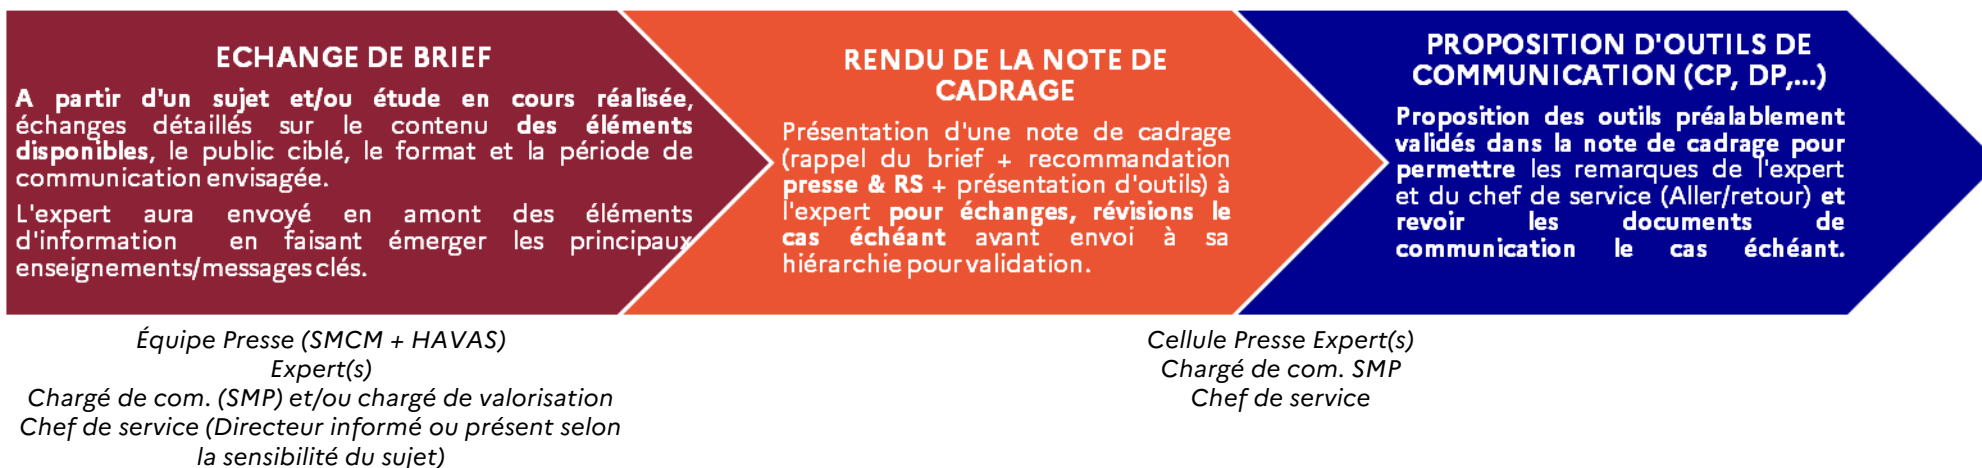 ECHANGE DE BRIEF
A partir d'un sujet et/ou étude en cours réalisée,
échanges détaillés sur le contenu des éléments
disponibles, le public ciblé, le format et la période de
communication envisagée.
L'expert aura envoyé en amont des éléments
d'information en faisant émerger les principaux
enseignements/messages clés.
RENDU DE LA NOTE DE
CADRAGE
Présentation d'une note de cadrage
(rappel du brief + recommandation
presse & RS + présentation d'outils) à
l'expert pour échanges, révisions le
cas échéant avant envoi à sa
hiérarchie pour validation.
PROPOSITION D'OUTILS DE
COMMUNICATION (CP, DP,...)
Proposition des outils préalablement
validés dans la note de cadrage pour
permettre les remarques de l'expert
et du chef de service (Aller/retour) et
revoir les documents de
communication le cas échéant.
Équipe Presse (SMCM + HAVAS)
Expert(s)
Chargé de com. (SMP) et/ou chargé de valorisation
Chef de service (Directeur informé ou présent selon
la sensibilité du sujet)
Cellule Presse Expert(s)
Chargé de com. SMP
Chef de service